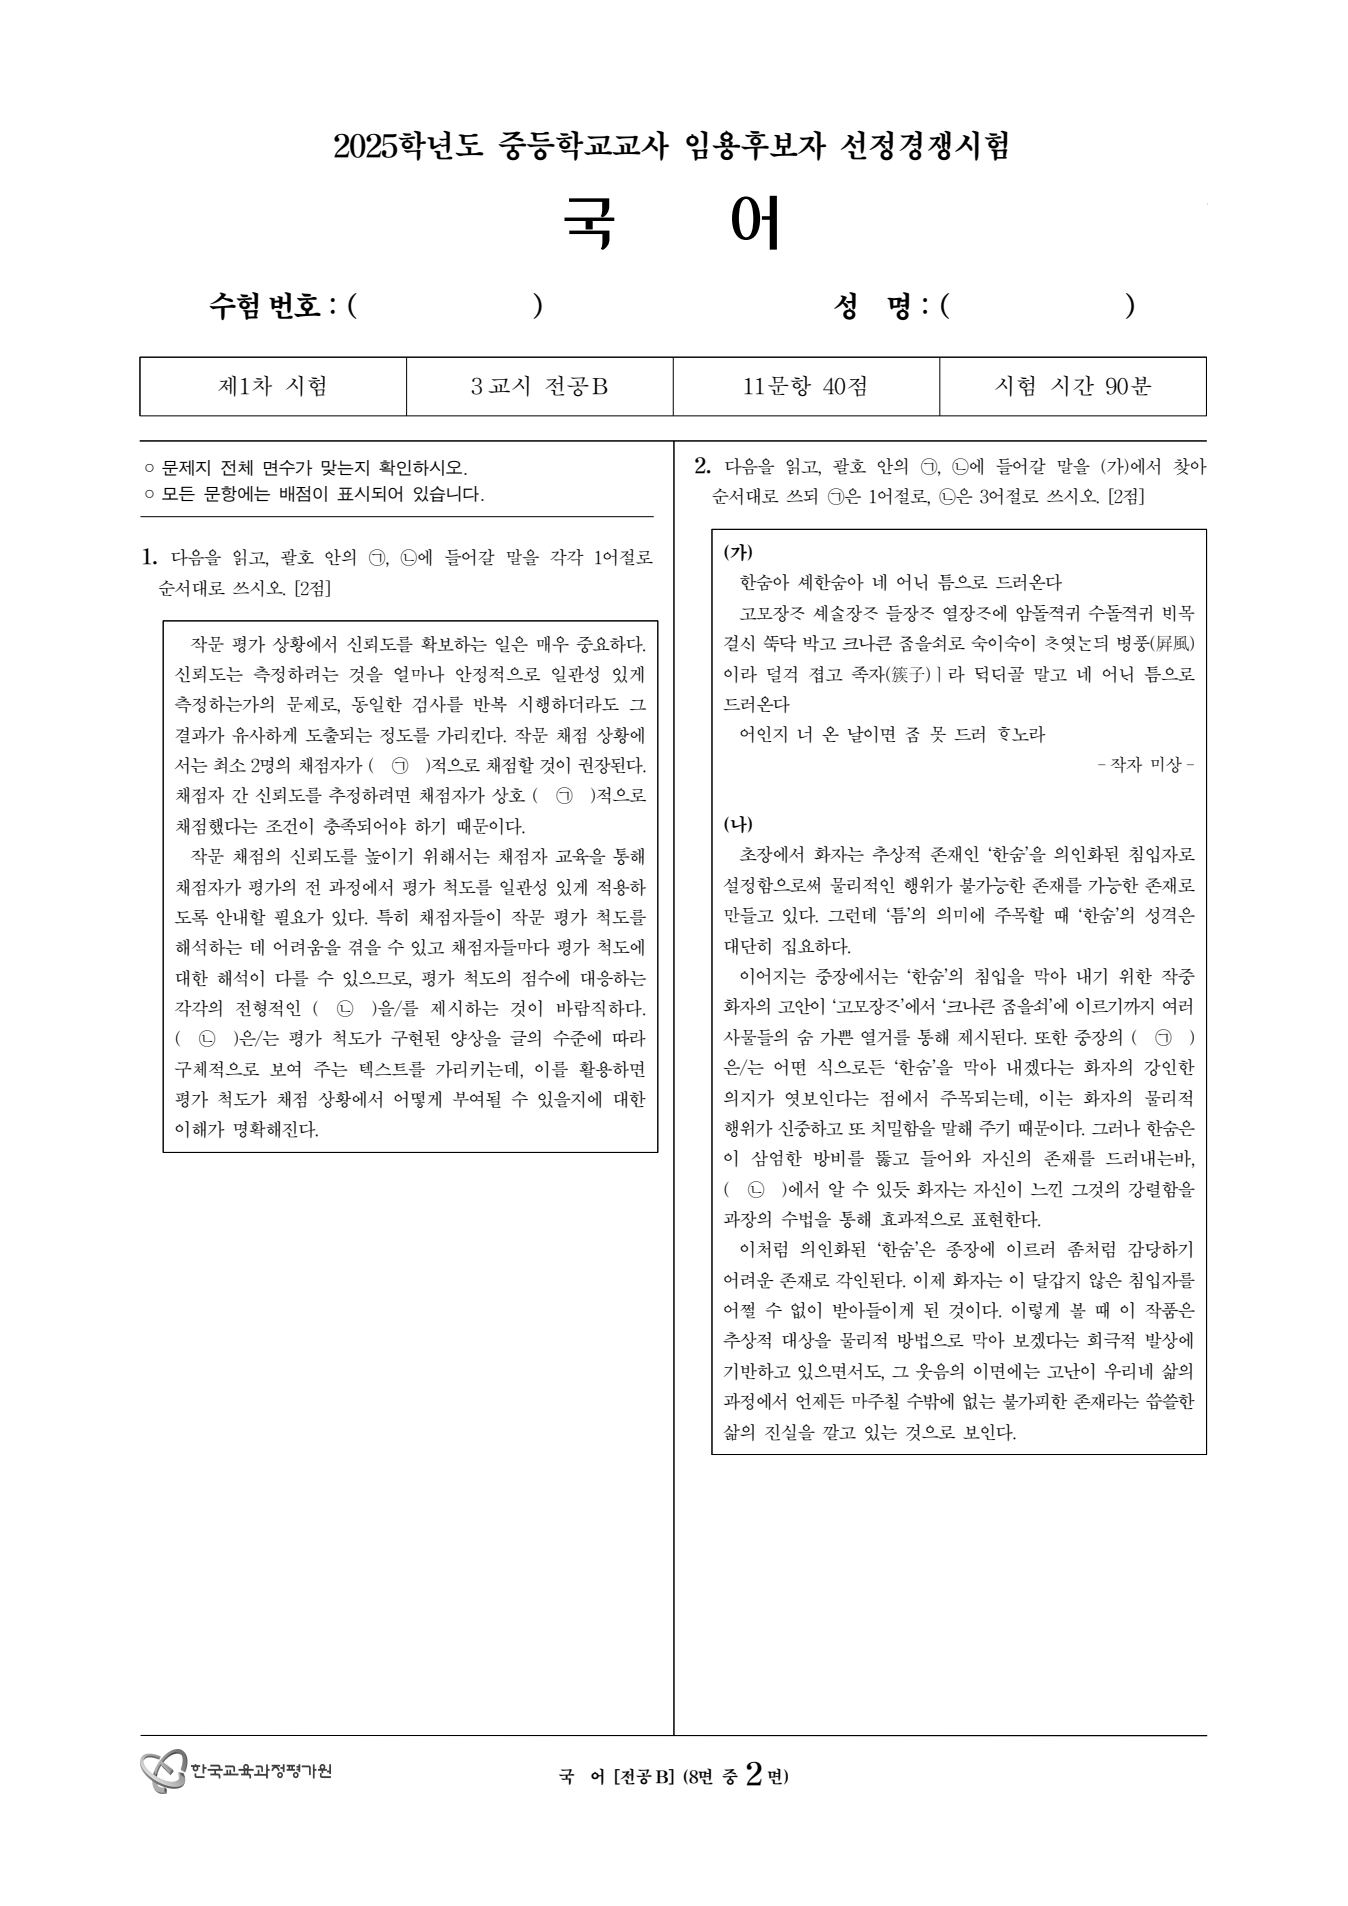 2025학년도 중등학교교사 임용후보자 선정경쟁시험
국 어
수험 번호 : ( )
성 명 : ( )
제1차 시험
3 교시 전공B
11문항 40점
시험 시간 90분
○ 문제지 전체 면수가 맞는지 확인하시오.
○ 모든 문항에는 배점이 표시되어 있습니다.
1. 다음을 읽고, 괄호 안의 ㉠, ㉡에 들어갈 말을 각각 1어절로
순서대로 쓰시오. [2점]
작문 평가 상황에서 신뢰도를 확보하는 일은 매우 중요하다.
신뢰도는 측정하려는 것을 얼마나 안정적으로 일관성 있게
측정하는가의 문제로, 동일한 검사를 반복 시행하더라도 그
결과가 유사하게 도출되는 정도를 가리킨다. 작문 채점 상황에
서는 최소 2명의 채점자가 ( ㉠ )적으로 채점할 것이 권장된다.
채점자 간 신뢰도를 추정하려면 채점자가 상호 ( ㉠ )적으로
채점했다는 조건이 충족되어야 하기 때문이다.
작문 채점의 신뢰도를 높이기 위해서는 채점자 교육을 통해
채점자가 평가의 전 과정에서 평가 척도를 일관성 있게 적용하
도록 안내할 필요가 있다. 특히 채점자들이 작문 평가 척도를
해석하는 데 어려움을 겪을 수 있고 채점자들마다 평가 척도에
대한 해석이 다를 수 있으므로, 평가 척도의 점수에 대응하는
각각의 전형적인 ( ㉡ )을/를 제시하는 것이 바람직하다.
( ㉡ )은/는 평가 척도가 구현된 양상을 글의 수준에 따라
구체적으로 보여 주는 텍스트를 가리키는데, 이를 활용하면
평가 척도가 채점 상황에서 어떻게 부여될 수 있을지에 대한
이해가 명확해진다.
2. 다음을 읽고, 괄호 안의 ㉠, ㉡에 들어갈 말을 (가)에서 찾아
순서대로 쓰되 ㉠은 1어절로, ㉡은 3어절로 쓰시오. [2점]
(가)
한숨아 셰한숨아 네 어닉 틈으로 드러온다
고모장ᄌᆞ 셰솔장ᄌᆞ 들장ᄌᆞ 열장ᄌᆞ에 암돌젹귀 수돌젹귀 비목
걸시 ᄯᅮᆨ닥 박고 크나큰 ᄌᆞᆷ을쇠로 숙이숙이 ᄎᆞ엿ᄂᆞᆫ듸 병풍(屛風)
이라 덜걱 졉고 족자(簇子)ㅣ라 덕디골 말고 네 어닉 틈으로
드러온다
어인지 너 온 날이면 ᄌᆞᆷ 못 드러 ᄒᆞ노라
- 작자 미상 -
(나)
초장에서 화자는 추상적 존재인 ‘한숨’을 의인화된 침입자로
설정함으로써 물리적인 행위가 불가능한 존재를 가능한 존재로
만들고 있다. 그런데 ‘틈’의 의미에 주목할 때 ‘한숨’의 성격은
대단히 집요하다.
이어지는 중장에서는 ‘한숨’의 침입을 막아 내기 위한 작중
화자의 고안이 ‘고모장ᄌᆞ’에서 ‘크나큰 ᄌᆞᆷ을쇠’에 이르기까지 여러
사물들의 숨 가쁜 열거를 통해 제시된다. 또한 중장의 ( ㉠ )
은/는 어떤 식으로든 ‘한숨’을 막아 내겠다는 화자의 강인한
의지가 엿보인다는 점에서 주목되는데, 이는 화자의 물리적
행위가 신중하고 또 치밀함을 말해 주기 때문이다. 그러나 한숨은
이 삼엄한 방비를 뚫고 들어와 자신의 존재를 드러내는바,
( ㉡ )에서 알 수 있듯 화자는 자신이 느낀 그것의 강렬함을
과장의 수법을 통해 효과적으로 표현한다.
이처럼 의인화된 ‘한숨’은 종장에 이르러 좀처럼 감당하기
어려운 존재로 각인된다. 이제 화자는 이 달갑지 않은 침입자를
어쩔 수 없이 받아들이게 된 것이다. 이렇게 볼 때 이 작품은
추상적 대상을 물리적 방법으로 막아 보겠다는 희극적 발상에
기반하고 있으면서도, 그 웃음의 이면에는 고난이 우리네 삶의
과정에서 언제든 마주칠 수밖에 없는 불가피한 존재라는 씁쓸한
삶의 진실을 깔고 있는 것으로 보인다.
한국교육과정평가원
국 어 [전공 B] (8면 중 2 면)